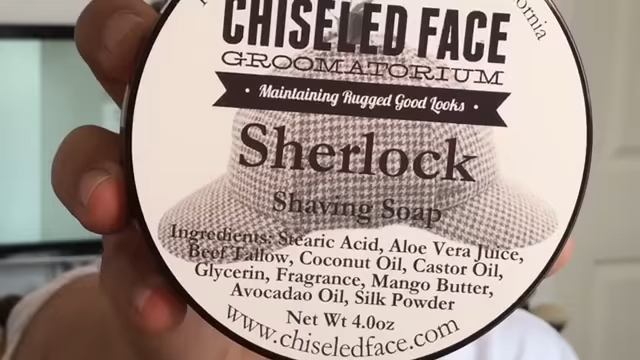 ornia
CHISELED FACE
GROOMATORIUM
• Maintaining Rugged Good Looks •
Sherlock
Shaving Soap
Ingredients: Stearic Acid, Aloe Vera Juice,
Beef Tallow, Coconut Oil, Castor Oil,
Glycerin, Fragrance, Mango Butter,
Avocadao Oil, Silk Powder
Net Wt 4.0oz
www.chiseledface.com